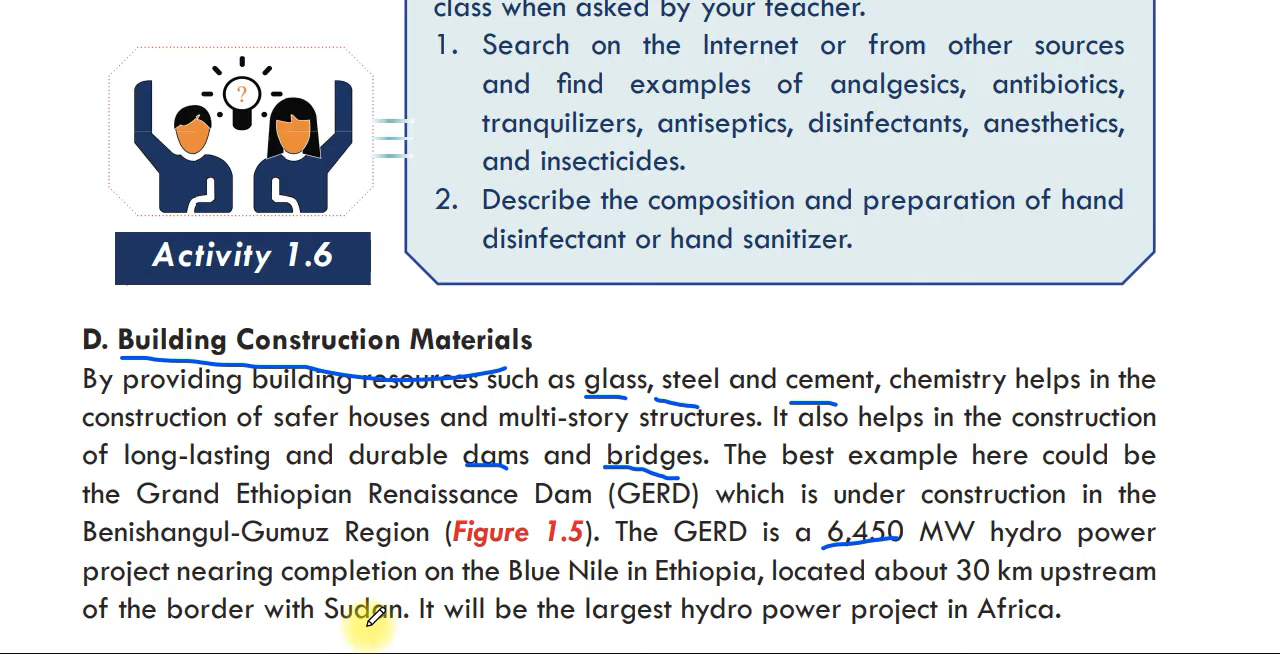 class when asked by your teacher.
1. Search on the Internet or from other sources
and find examples of analgesics, antibiotics,
tranquilizers, antiseptics, disinfectants, anesthetics,
and insecticides.
2. Describe the composition and preparation of hand
disinfectant or hand sanitizer.
?
Activity 1.6
D. Building Construction Materials
By providing building resources such as glass, steel and cement, chemistry helps in the
construction of safer houses and multi-story structures. It also helps in the construction
of long-lasting and durable dams and bridges. The best example here could be
the Grand Ethiopian Renaissance Dam (GERD) which is under construction in the
Benishangul-Gumuz Region (Figure 1.5). The GERD is a 6,450 MW hydro power
project nearing completion on the Blue Nile in Ethiopia, located about 30 km upstream
of the border with Sudan. It will be the largest hydro power project in Africa.